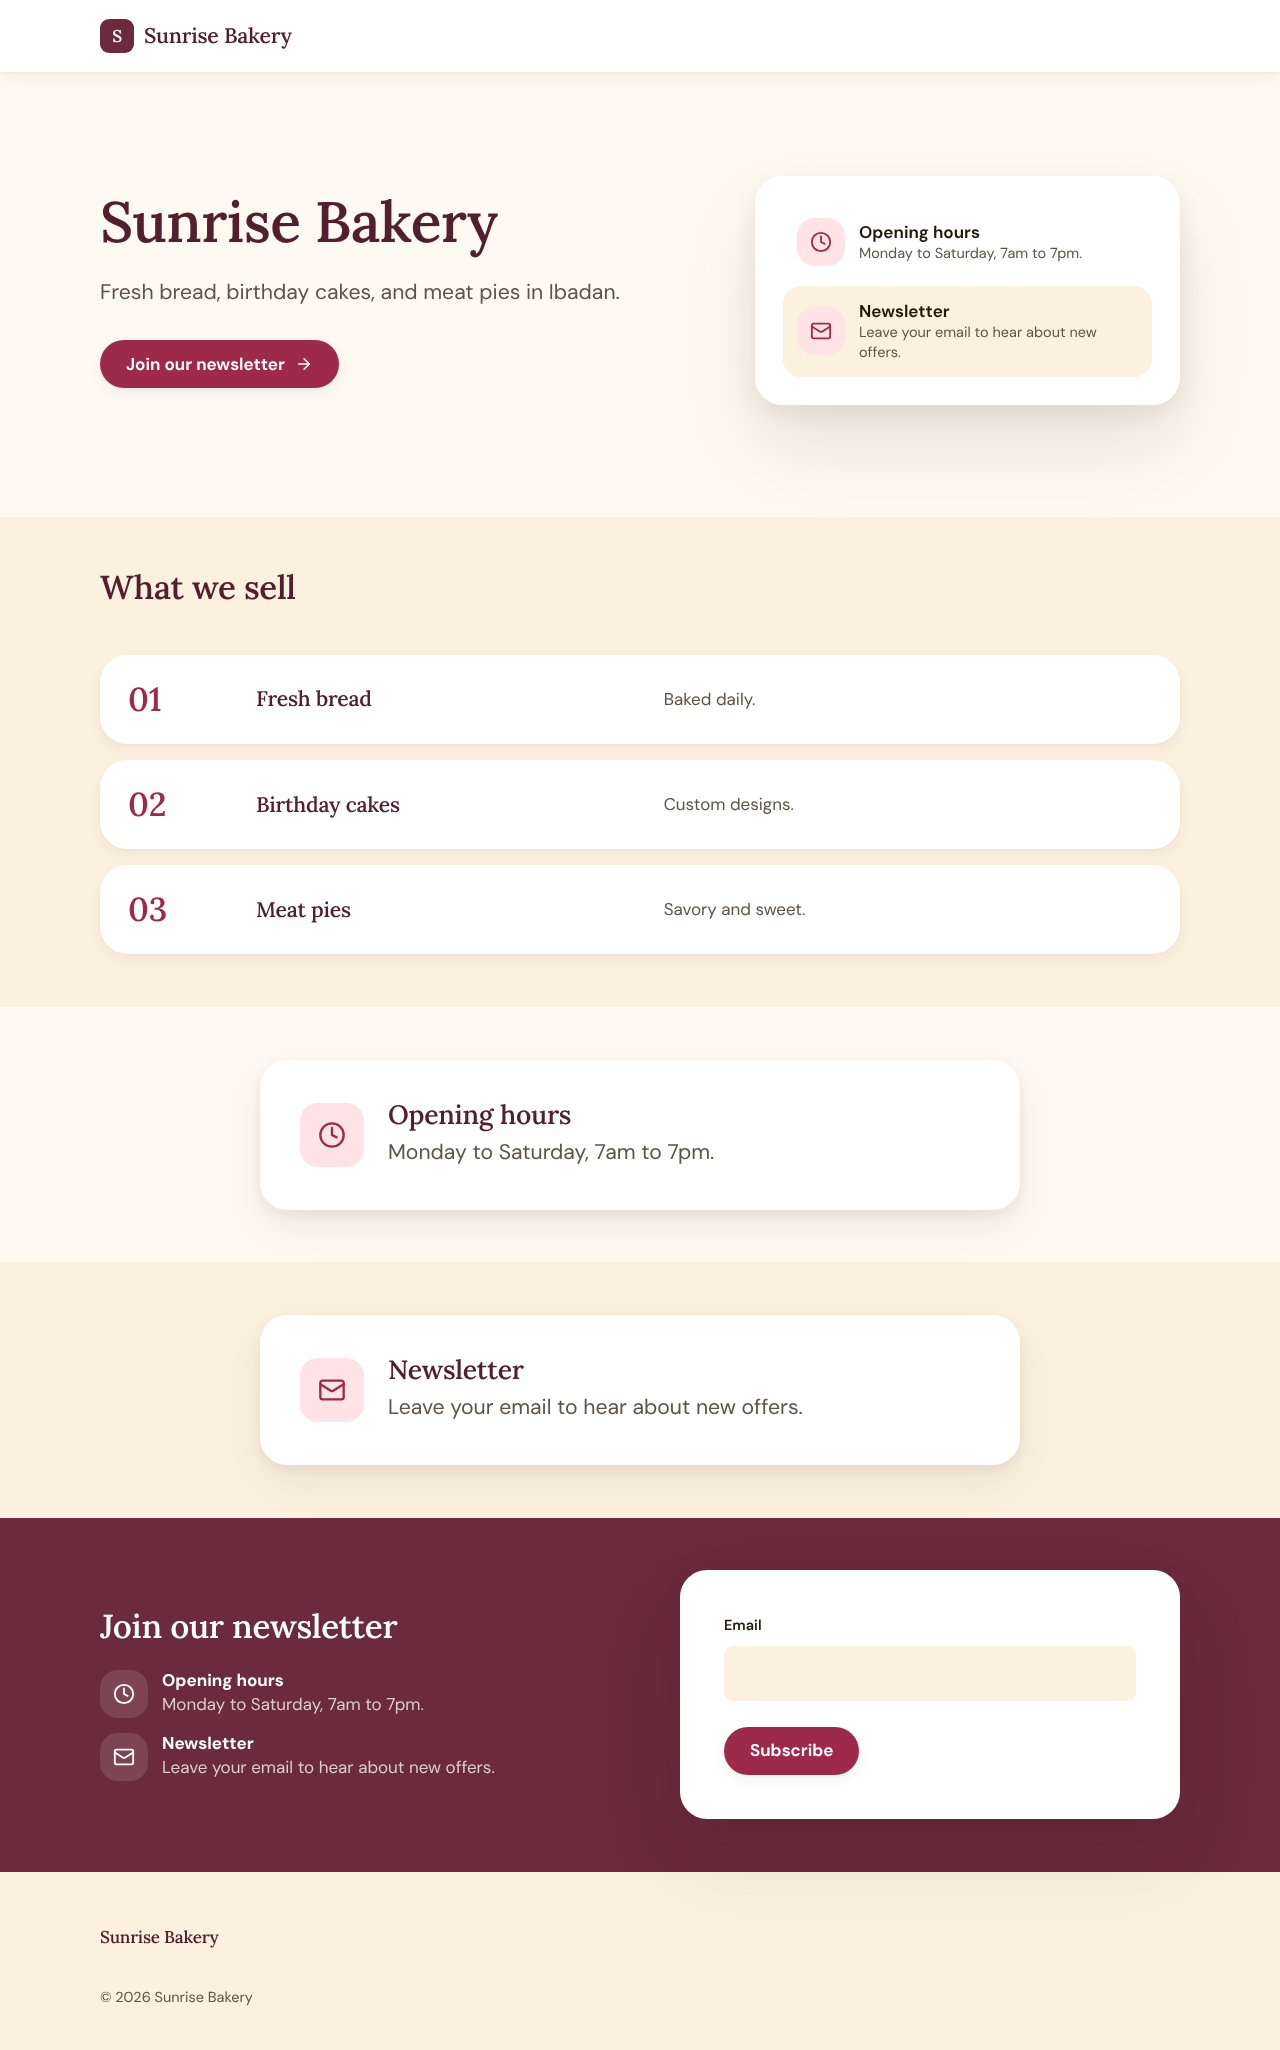 S Sunrise Bakery
Sunrise Bakery
Fresh bread, birthday cakes, and meat pies in Ibadan.
Join our newsletter
Opening hours
Monday to Saturday, 7am to 7pm.
Newsletter
Leave your email to hear about new
offers.
What we sell
01 Fresh bread Baked daily.
02 Birthday cakes Custom designs.
03 Meat pies Savory and sweet.
Opening hours
Monday to Saturday, 7am to 7pm.
Newsletter
Leave your email to hear about new offers.
Join our newsletter
Opening hours
Monday to Saturday, 7am to 7pm.
Newsletter
Leave your email to hear about new offers.
Email
Subscribe
Sunrise Bakery
© 2026 Sunrise Bakery